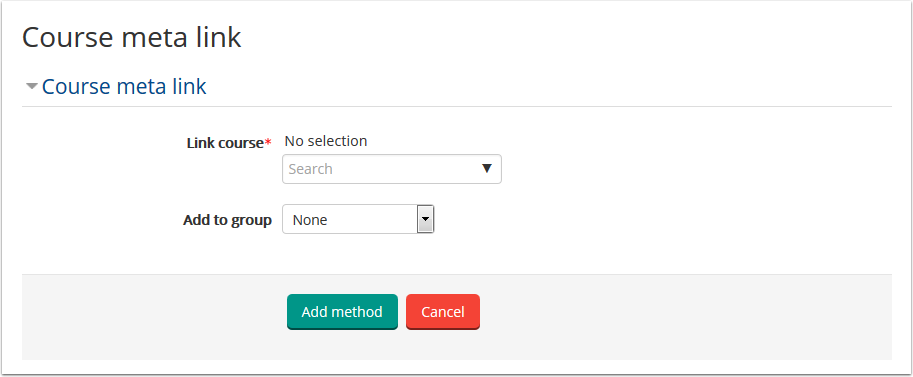 Course meta link
Course meta link
Link course* No selection
Search
Add to group None
Add method Cancel